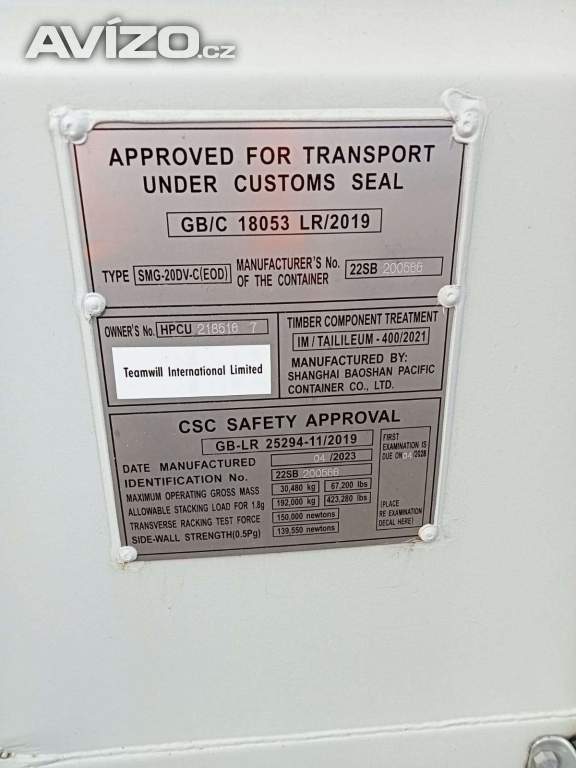 AVÍZO.cz
APPROVED FOR TRANSPORT
UNDER CUSTOMS SEAL
GB/C 18053 LR/2019
TYPE SMG-20DV-C(EOD) MANUFACTURER'S No. OF THE CONTAINER 22SB 200566
OWNER'S No. HPCU 218516 7
Teamwill International Limited
TIMBER COMPONENT TREATMENT
IM / TAILILEUM - 400/2021
MANUFACTURED BY:
SHANGHAI BAOSHAN PACIFIC
CONTAINER CO., LTD.
CSC SAFETY APPROVAL
GB-LR 25294-11/2019
DATE MANUFACTURED 04 / 2023
IDENTIFICATION No. 22SB 200566
MAXIMUM OPERATING GROSS MASS 30,480 kg 67,200 lbs
ALLOWABLE STACKING LOAD FOR 1.8g 192,000 kg 423,280 lbs
TRANSVERSE RACKING TEST FORCE 150,000 newtons
SIDE-WALL STRENGTH(0.5Pg) 139,550 newtons
FIRST
EXAMINATION IS
DUE ON 04 / 2028
(PLACE
RE EXAMINATION
DECAL HERE)